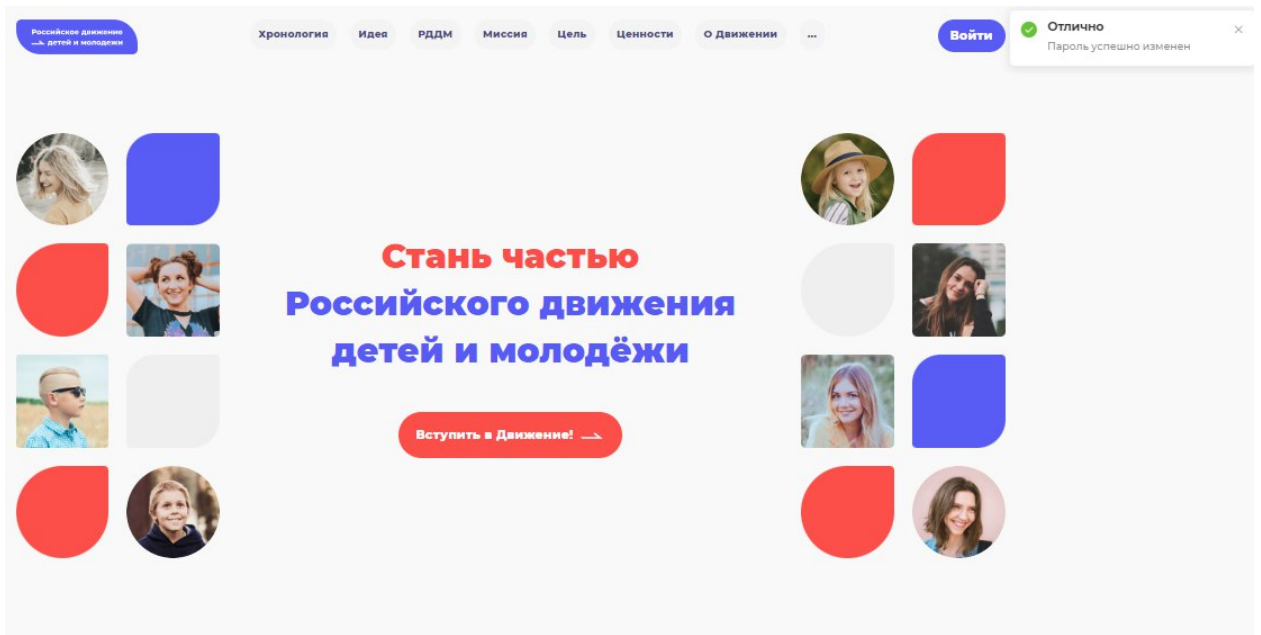 Российское движение
детей и молодежи
Хронология Идея РДДМ Миссия Цель Ценности О Движении ...
Войти
Отлично
Пароль успешно изменен
Стань частью
Российского движения
детей и молодёжи
Вступить в Движение!